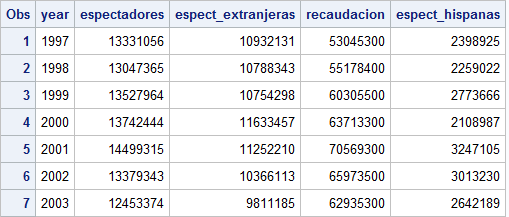 Obs year espectadores espect_extranjeras recaudacion espect_hispanas
1 1997 13331056 10932131 53045300 2398925
2 1998 13047365 10788343 55178400 2259022
3 1999 13527964 10754298 60305500 2773666
4 2000 13742444 11633457 63713300 2108987
5 2001 14499315 11252210 70569300 3247105
6 2002 13379343 10366113 65973500 3013230
7 2003 12453374 9811185 62935300 2642189